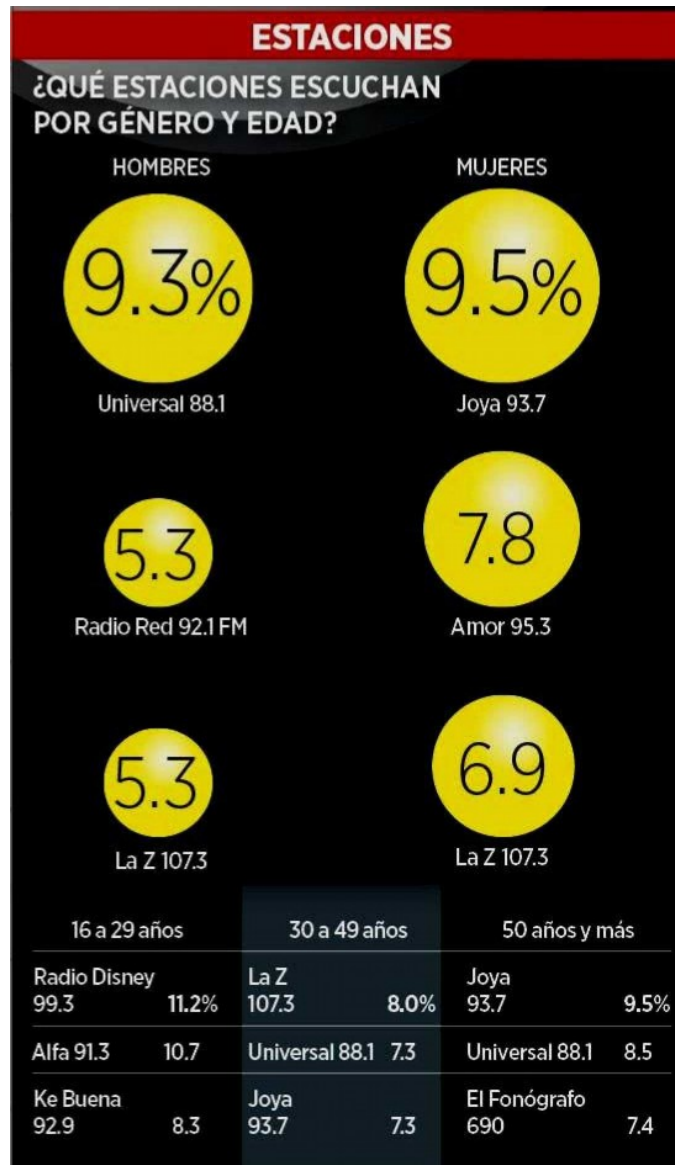 ESTACIONES
¿QUÉ ESTACIONES ESCUCHAN
POR GÉNERO Y EDAD?
HOMBRES
9.3%
Universal 88.1
5.3
Radio Red 92.1 FM
5.3
La Z 107.3
MUJERES
9.5%
Joya 93.7
7.8
Amor 95.3
6.9
La Z 107.3
16 a 29 años
Radio Disney
99.3 11.2%
Alfa 91.3 10.7
Ke Buena
92.9 8.3
30 a 49 años
La Z
107.3 8.0%
Universal 88.1 7.3
Joya
93.7 7.3
50 años y más
Joya
93.7 9.5%
Universal 88.1 8.5
El Fonógrafo
690 7.4